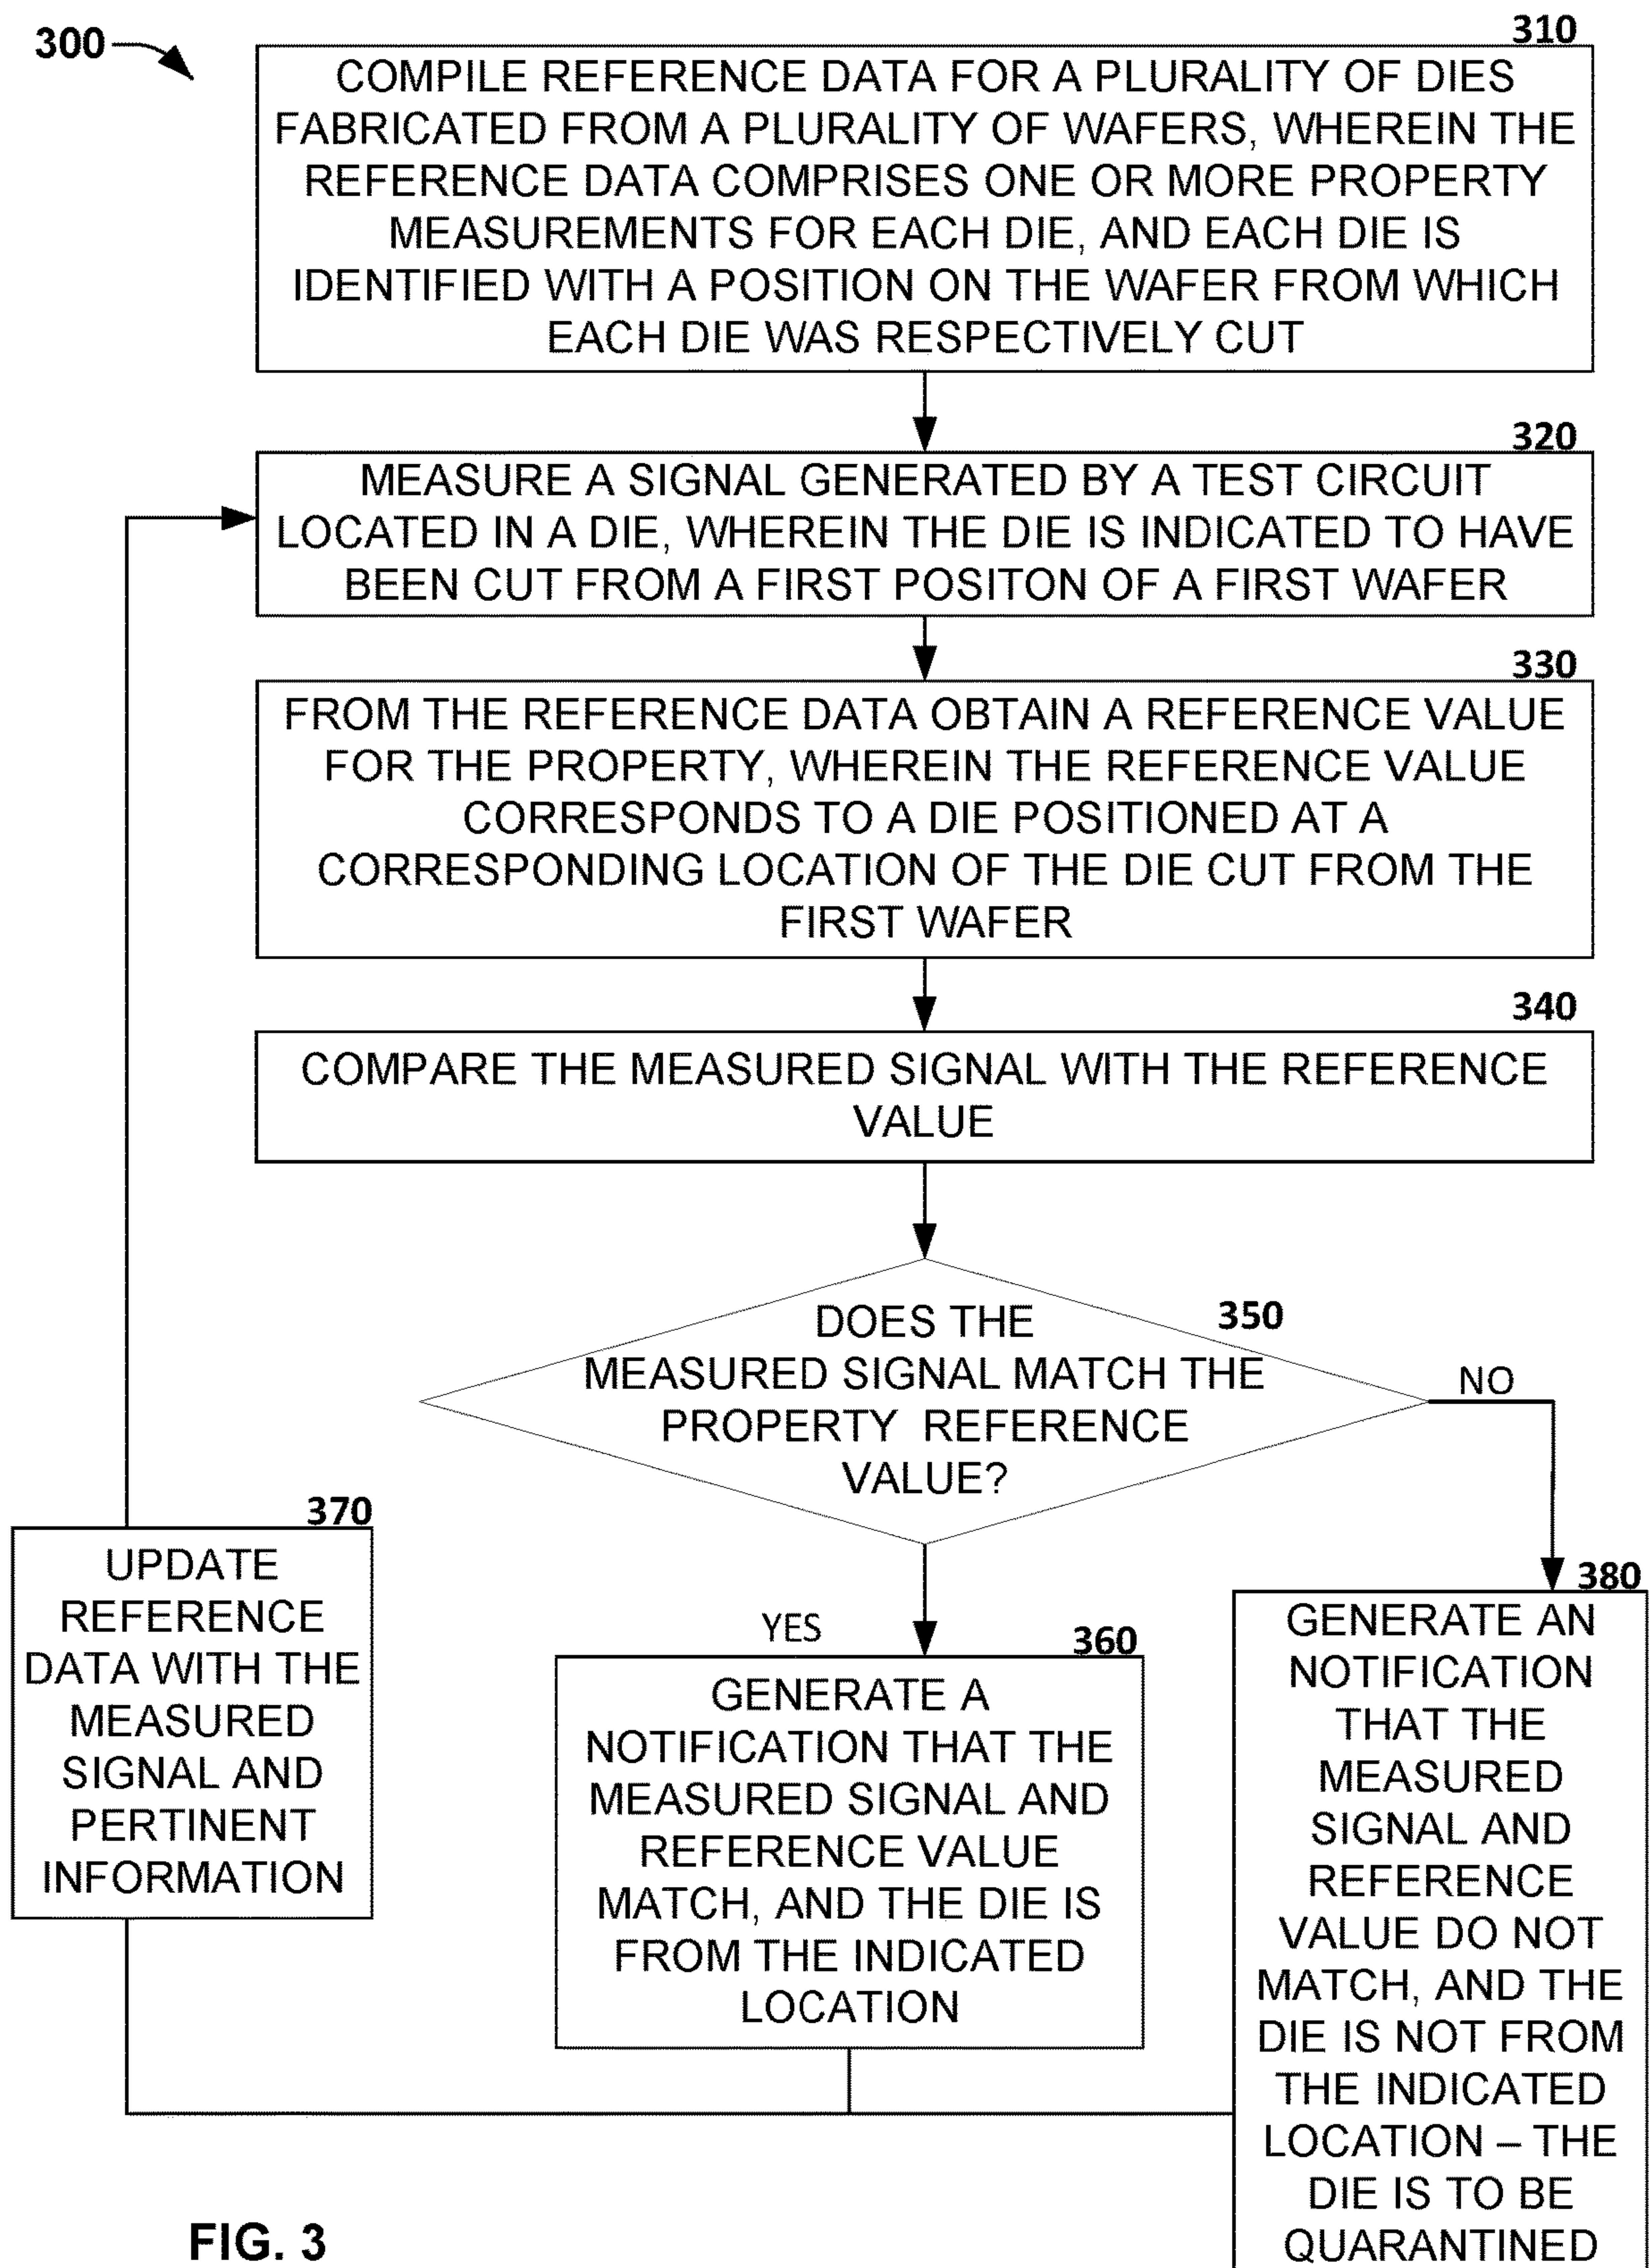 300
310
COMPILE REFERENCE DATA FOR A PLURALITY OF DIES
FABRICATED FROM A PLURALITY OF WAFERS, WHEREIN THE
REFERENCE DATA COMPRISES ONE OR MORE PROPERTY
MEASUREMENTS FOR EACH DIE, AND EACH DIE IS
IDENTIFIED WITH A POSITION ON THE WAFER FROM WHICH
EACH DIE WAS RESPECTIVELY CUT
320
MEASURE A SIGNAL GENERATED BY A TEST CIRCUIT
LOCATED IN A DIE, WHEREIN THE DIE IS INDICATED TO HAVE
BEEN CUT FROM A FIRST POSITON OF A FIRST WAFER
330
FROM THE REFERENCE DATA OBTAIN A REFERENCE VALUE
FOR THE PROPERTY, WHEREIN THE REFERENCE VALUE
CORRESPONDS TO A DIE POSITIONED AT A
CORRESPONDING LOCATION OF THE DIE CUT FROM THE
FIRST WAFER
340
COMPARE THE MEASURED SIGNAL WITH THE REFERENCE
VALUE
350
DOES THE
MEASURED SIGNAL MATCH THE
PROPERTY REFERENCE
VALUE?
NO
YES
370
UPDATE
REFERENCE
DATA WITH THE
MEASURED
SIGNAL AND
PERTINENT
INFORMATION
360
GENERATE A
NOTIFICATION THAT THE
MEASURED SIGNAL AND
REFERENCE VALUE
MATCH, AND THE DIE IS
FROM THE INDICATED
LOCATION
380
GENERATE AN
NOTIFICATION
THAT THE
MEASURED
SIGNAL AND
REFERENCE
VALUE DO NOT
MATCH, AND THE
DIE IS NOT FROM
THE INDICATED
LOCATION – THE
DIE IS TO BE
QUARANTINED
FIG. 3